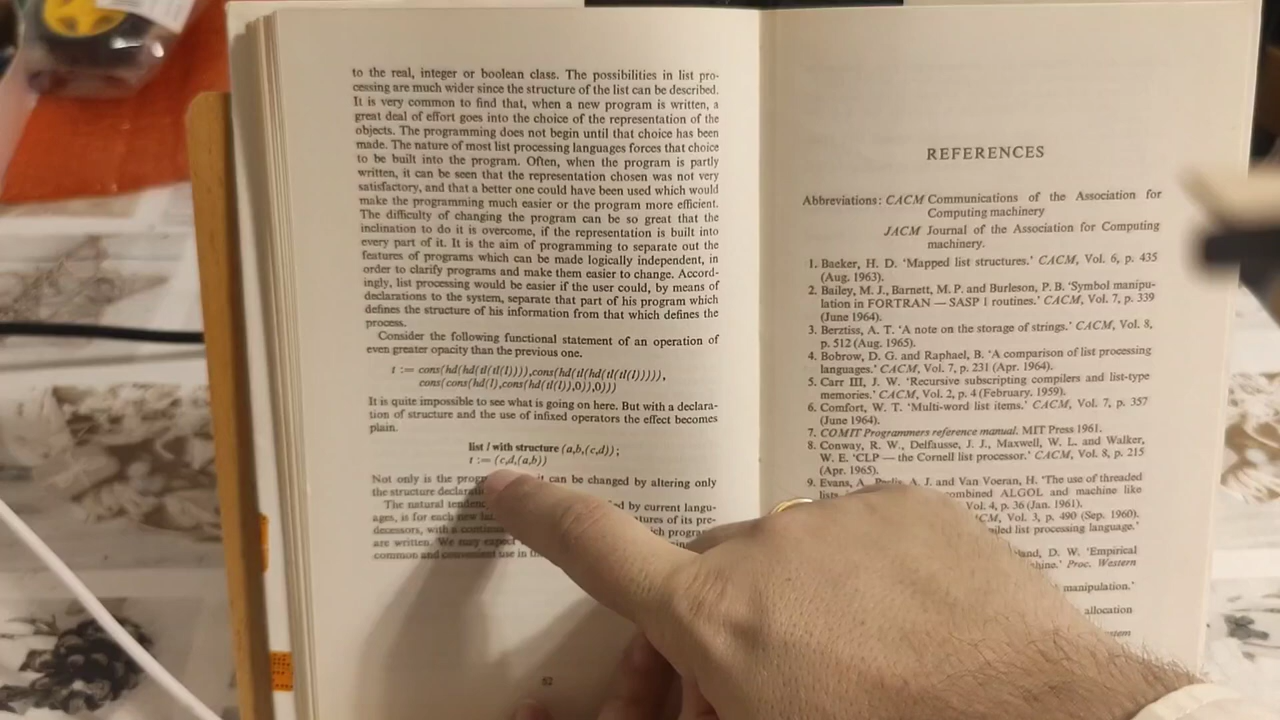 to the real, integer or boolean class. The possibilities in list pro-
cessing are much wider since the structure of the list can be described.
It is very common to find that, when a new program is written, a
great deal of effort goes into the choice of the representation of the
objects. The programming does not begin until that choice has been
made. The nature of most list processing languages forces that choice
to be built into the program. Often, when the program is partly
written, it can be seen that the representation chosen was not very
satisfactory, and that a better one could have been used which would
make the programming much easier or the program more efficient.
The difficulty of changing the program can be so great that the
inclination to do it is overcome, if the representation is built into
every part of it. It is the aim of programming to separate out the
features of programs which can be made logically independent, in
order to clarify programs and make them easier to change. Accord-
ingly, list processing would be easier if the user could, by means of
declarations to the system, separate that part of his program which
defines the structure of his information from that which defines the
process.
Consider the following functional statement of an operation of
even greater opacity than the previous one.
t := cons(hd(hd(tl(tl(l)))),cons(hd(tl(hd(tl(tl(l))))),
cons(cons(hd(l),cons(hd(tl(l)),0)),0)))
It is quite impossible to see what is going on here. But with a declara-
tion of structure and the use of infixed operators the effect becomes
plain.
list l with structure (a,b,(c,d));
t := (c,d,(a,b))
Not only is the it can be changed by altering only
the structure
The natural by current langu-
ages, is for each new of its pre-
decessors, with a
are written. We may
common and convenient use in
62
REFERENCES
Abbreviations: CACM Communications of the Association for
Computing machinery
JACM Journal of the Association for Computing
machinery.
1. Baeker, H. D. ‘Mapped list structures.’ CACM, Vol. 6, p. 435
(Aug. 1963).
2. Bailey, M. J., Barnett, M. P. and Burleson, P. B. ‘Symbol manipu-
lation in FORTRAN — SASP 1 routines.’ CACM, Vol. 7, p. 339
(June 1964).
3. Berztiss, A. T. ‘A note on the storage of strings.’ CACM, Vol. 8,
p. 512 (Aug. 1965).
4. Bobrow, D. G. and Raphael, B. ‘A comparison of list processing
languages.’ CACM, Vol. 7, p. 231 (Apr. 1964).
5. Carr III, J. W. ‘Recursive subscripting compilers and list-type
memories.’ CACM, Vol. 2, p. 4 (February. 1959).
6. Comfort, W. T. ‘Multi-word list items.’ CACM, Vol. 7, p. 357
(June 1964).
7. COMIT Programmers reference manual. MIT Press 1961.
8. Conway, R. W., Delfausse, J. J., Maxwell, W. L. and Walker,
W. E. ‘CLP — the Cornell list processor.’ CACM, Vol. 8, p. 215
(Apr. 1965).
9. Evans, A. J. and Van Voeran, H. ‘The use of threaded
lists ALGOL and machine like
Vol. 4, p. 36 (Jan. 1961).
Vol. 3, p. 490 (Sep. 1960).
list processing language.’
D. W. ‘Empirical
Proc. Western
manipulation.’
allocation